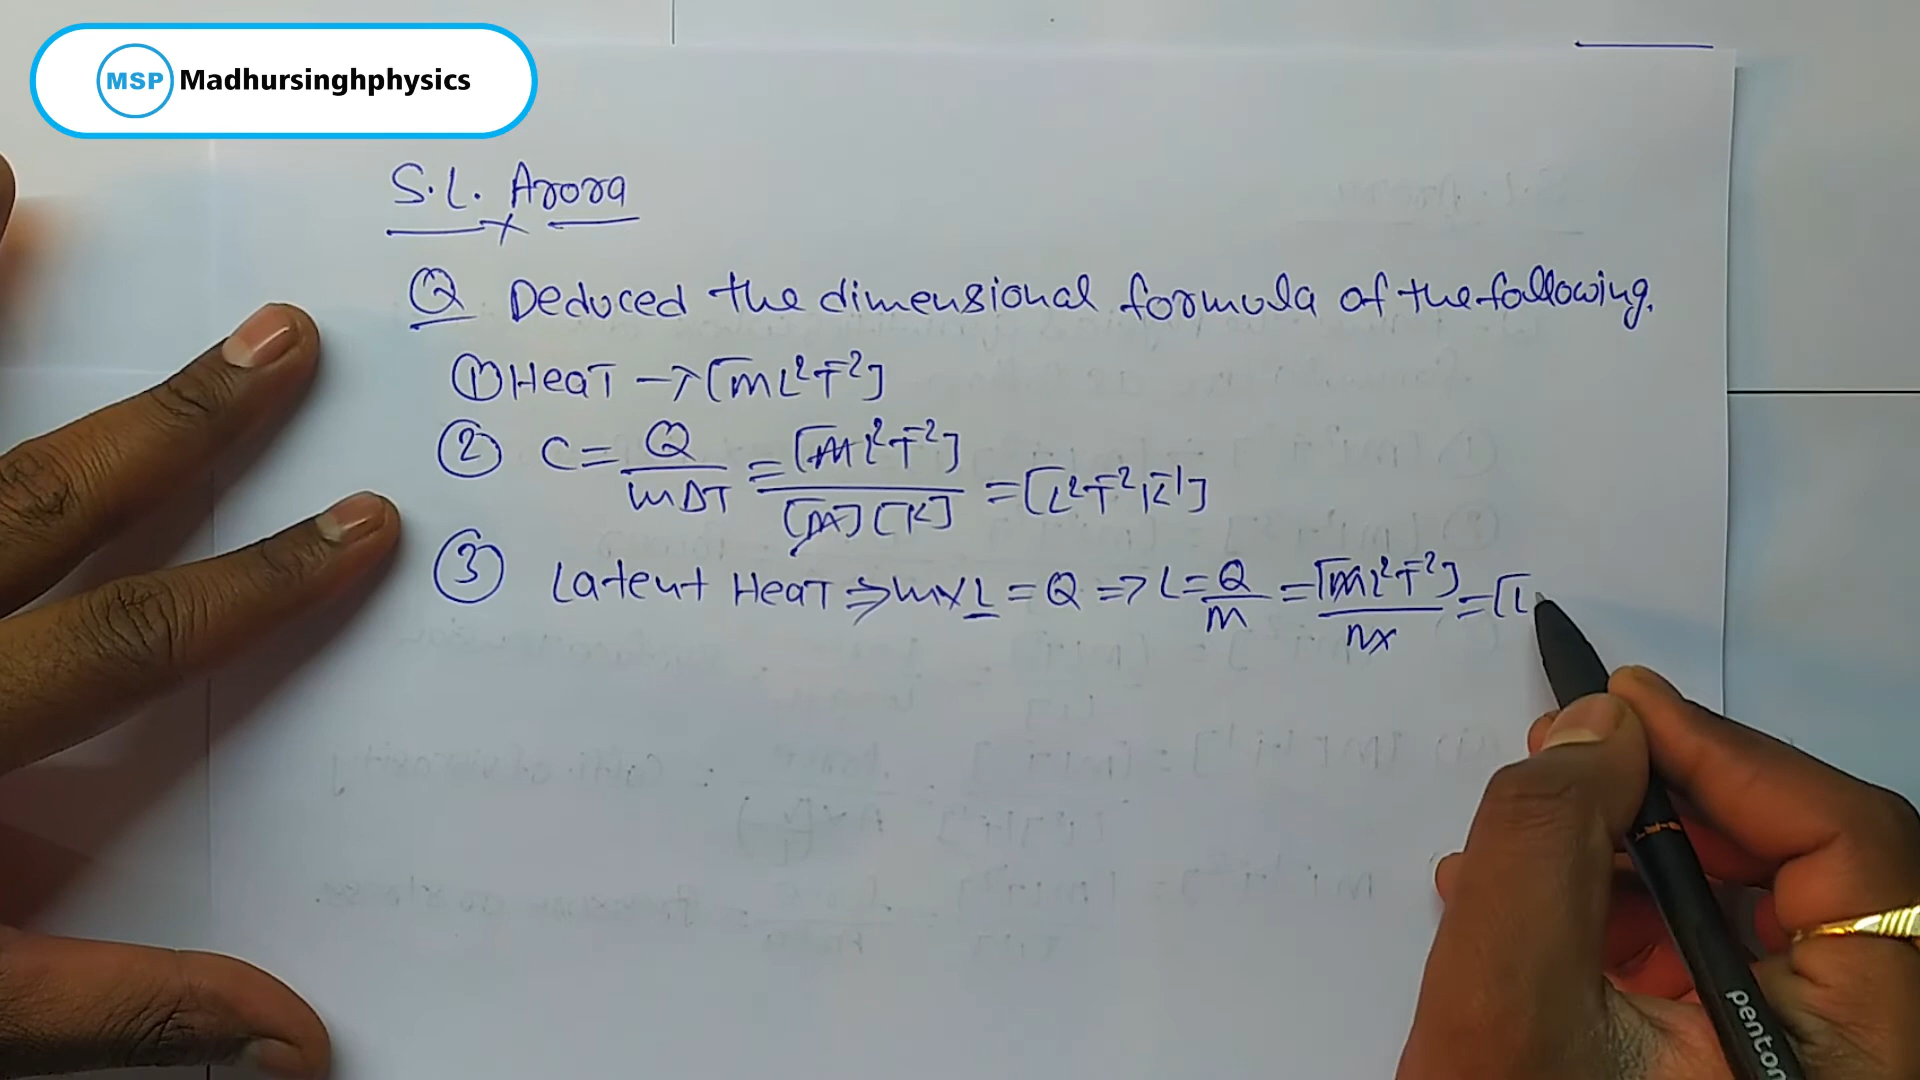 MSP Madhursinghphysics
S.L. Arora
Q Deduced the dimensional formula of the following.
① Heat → [ML²T⁻²]
② C = Q/mΔT = [ML²T⁻²]/[M][K] = [L²T⁻²K⁻¹]
③ Latent Heat ⇒ m×L = Q ⇒ L = Q/M = [ML²T⁻²]/M = [L
pento